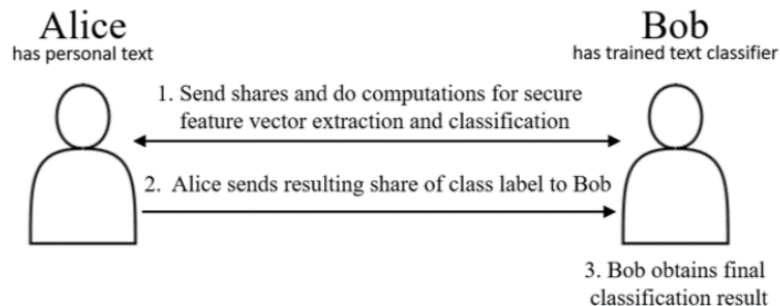 Alice
has personal text
Bob
has trained text classifier
1. Send shares and do computations for secure
feature vector extraction and classification
2. Alice sends resulting share of class label to Bob
3. Bob obtains final
classification result